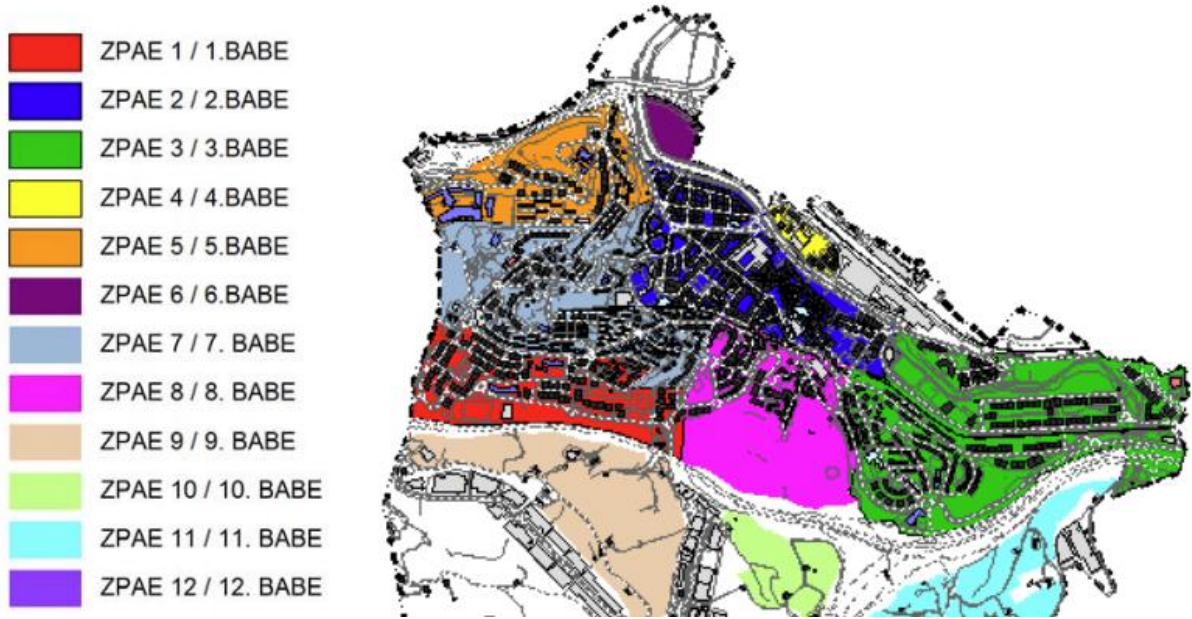 ZPAE 1 / 1.BABE
ZPAE 2 / 2.BABE
ZPAE 3 / 3.BABE
ZPAE 4 / 4.BABE
ZPAE 5 / 5.BABE
ZPAE 6 / 6.BABE
ZPAE 7 / 7. BABE
ZPAE 8 / 8. BABE
ZPAE 9 / 9. BABE
ZPAE 10 / 10. BABE
ZPAE 11 / 11. BABE
ZPAE 12 / 12. BABE